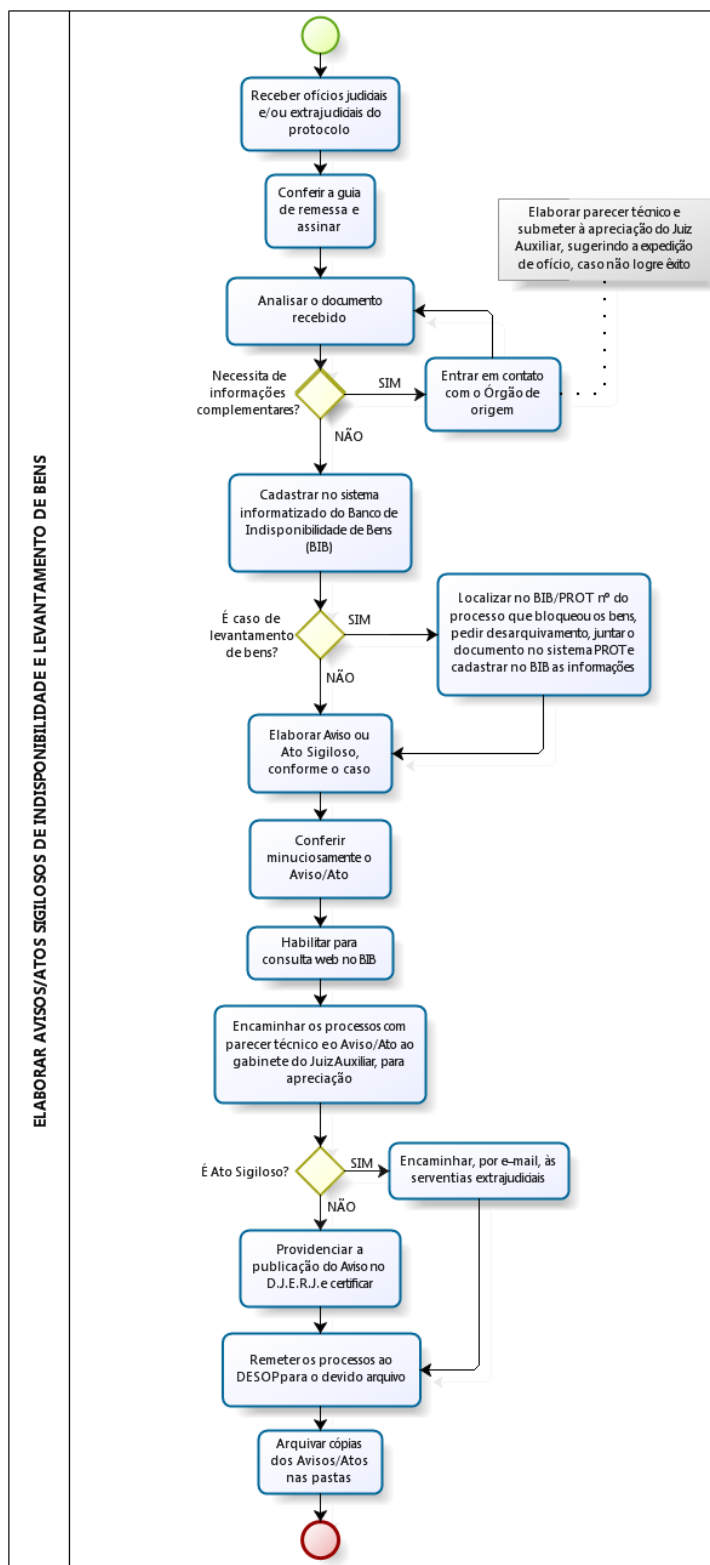 ELABORAR AVISOS/ATOS SIGILOSOS DE INDISPONIBILIDADE E LEVANTAMENTO DE BENS
Receber ofícios judiciais
e/ou extrajudiciais do
protocolo
Conferir a guia
de remessa e
assinar
Elaborar parecer técnico e
submeter à apreciação do Juiz
Auxiliar, sugerindo a expedição
de ofício, caso não logre êxito
Analisar o documento
recebido
Necessita de
informações
complementares?
SIM
Entrar em contato
com o Órgão de
origem
NÃO
Cadastrar no sistema
informatizado do Banco de
Indisponibilidade de Bens
(BIB)
É caso de
levantamento
de bens?
SIM
Localizar no BIB/PROT nº do
processo que bloqueou os bens,
pedir desarquivamento, juntar o
documento no sistema PROT e
cadastrar no BIB as informações
NÃO
Elaborar Aviso ou
Ato Sigiloso,
conforme o caso
Conferir
minuciosamente o
Aviso/Ato
Habilitar para
consulta web no BIB
Encaminhar os processos com
parecer técnico e o Aviso/Ato ao
gabinete do Juiz Auxiliar, para
apreciação
É Ato Sigiloso?
SIM
Encaminhar, por e-mail, às
serventias extrajudiciais
NÃO
Providenciar a
publicação do Aviso no
D.J.E.R.J. e certificar
Remeter os processos ao
DESOP para o devido arquivo
Arquivar cópias
dos Avisos/Atos
nas pastas